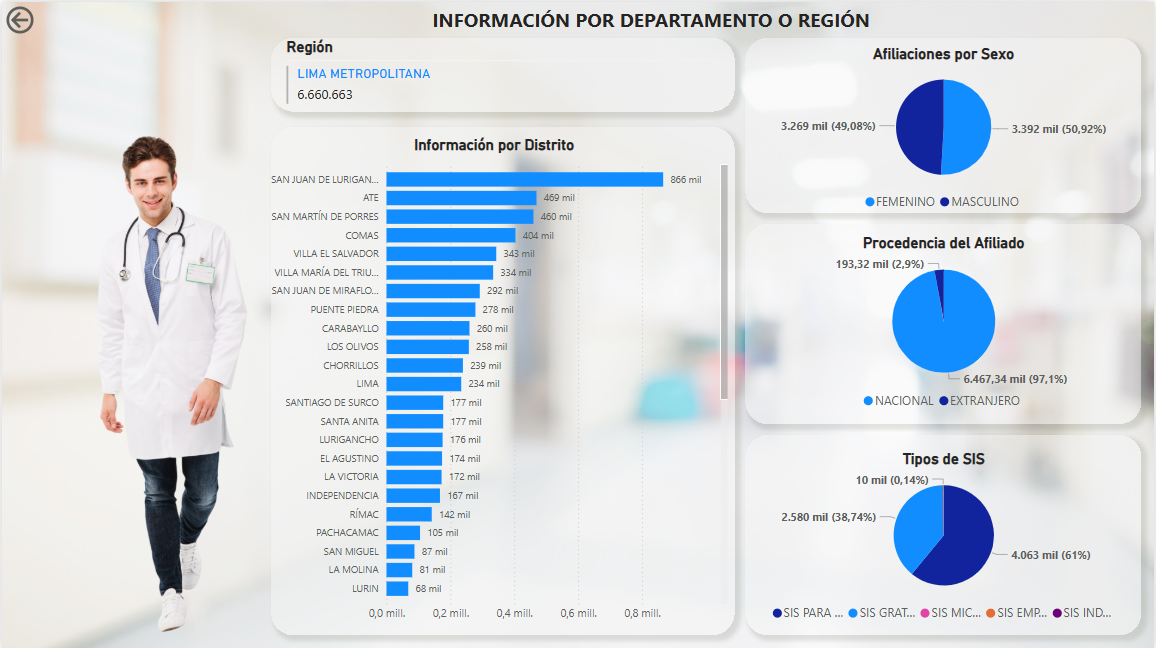 INFORMACIÓN POR DEPARTAMENTO O REGIÓN
Región
LIMA METROPOLITANA
6.660.663
Información por Distrito
SAN JUAN DE LURIGAN... 866 mil
ATE 469 mil
SAN MARTÍN DE PORRES 460 mil
COMAS 404 mil
VILLA EL SALVADOR 343 mil
VILLA MARÍA DEL TRIU... 334 mil
SAN JUAN DE MIRAFLO... 292 mil
PUENTE PIEDRA 278 mil
CARABAYLLO 260 mil
LOS OLIVOS 258 mil
CHORRILLOS 239 mil
LIMA 234 mil
SANTIAGO DE SURCO 177 mil
SANTA ANITA 177 mil
LURIGANCHO 176 mil
EL AGUSTINO 174 mil
LA VICTORIA 172 mil
INDEPENDENCIA 167 mil
RÍMAC 142 mil
PACHACAMAC 105 mil
SAN MIGUEL 87 mil
LA MOLINA 81 mil
LURIN 68 mil
0,0 mill. 0,2 mill. 0,4 mill. 0,6 mill. 0,8 mill.
Afiliaciones por Sexo
3.269 mil (49,08%)
3.392 mil (50,92%)
FEMENINO MASCULINO
Procedencia del Afiliado
193,32 mil (2,9%)
6.467,34 mil (97,1%)
NACIONAL EXTRANJERO
Tipos de SIS
10 mil (0,14%)
2.580 mil (38,74%)
4.063 mil (61%)
SIS PARA ... SIS GRAT... SIS MIC... SIS EMP... SIS IND...